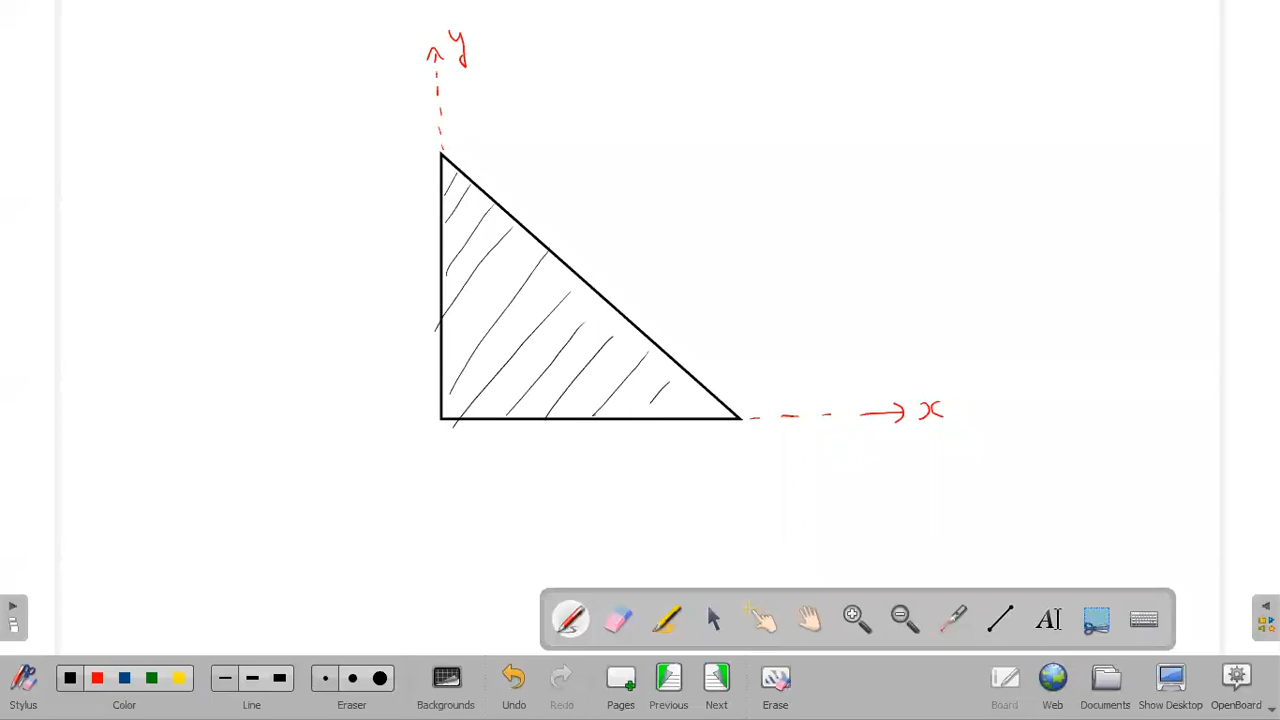 y
x
Stylus
Color
Line
Eraser
Backgrounds
Undo
Redo
Pages
Previous
Next
Erase
Board
Web
Documents
Show Desktop
OpenBoard